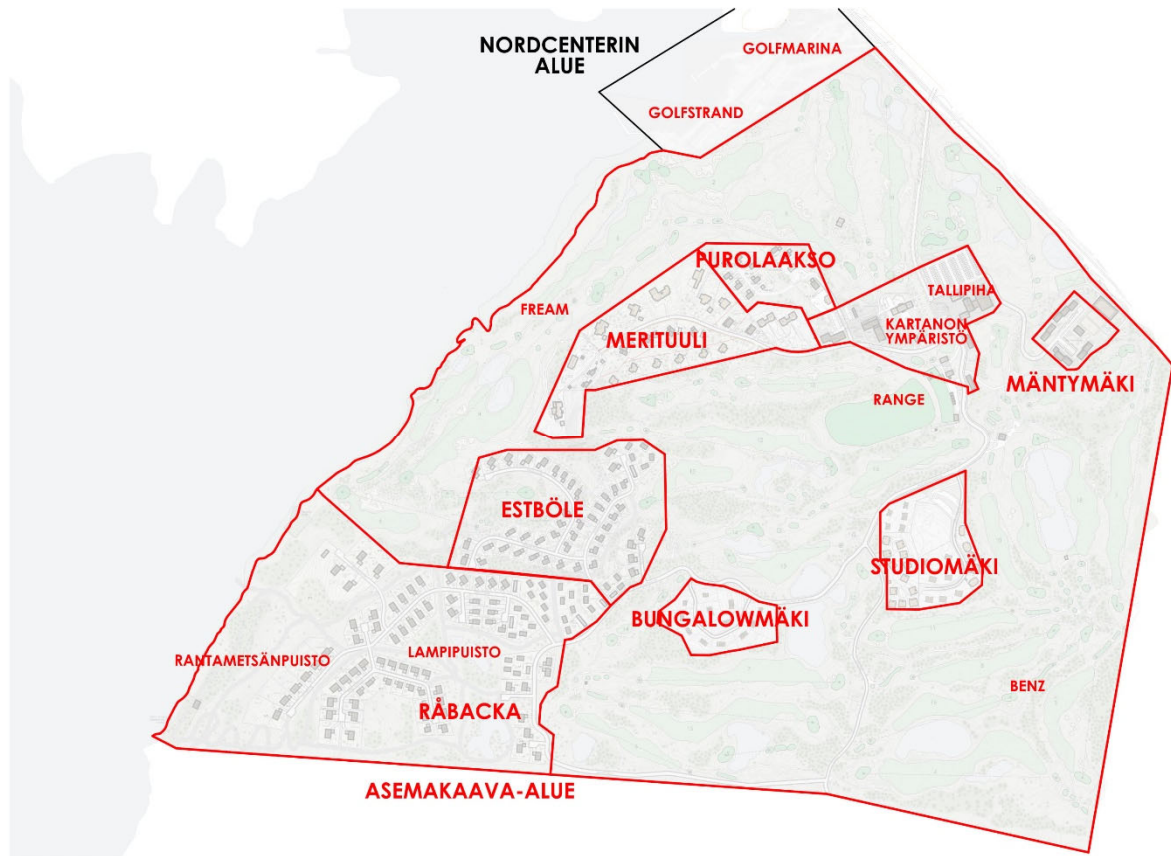 NORDCENTERIN
ALUE
GOLFMARINA
GOLFSTRAND
PUROLAAKSO
TALLIPIHA
FREAM
KARTANON
YMPÄRISTÖ
MERITUULI
MÄNTYMÄKI
RANGE
ESTBÖLE
STUDIOMÄKI
BUNGALOWMÄKI
LAMPIPUISTO
RANTAMETSÄNPUISTO
BENZ
RÅBACKA
ASEMAKAAVA-ALUE